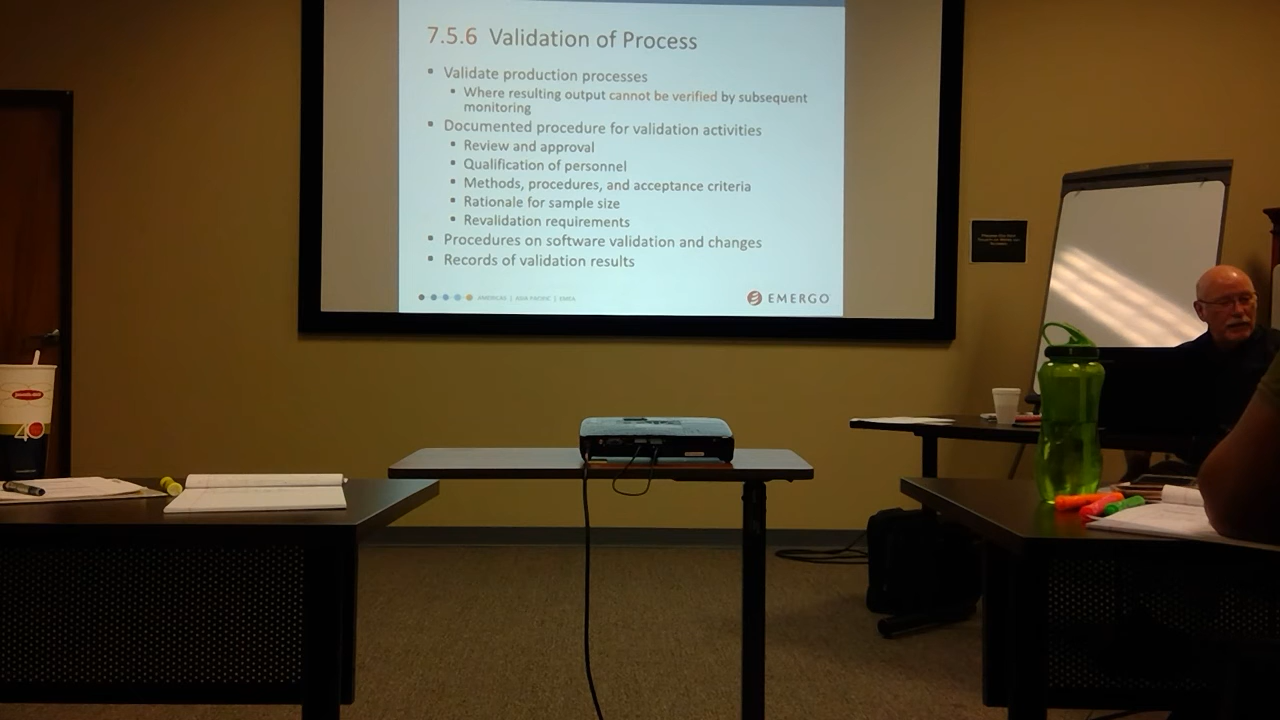 7.5.6 Validation of Process
Validate production processes
Where resulting output cannot be verified by subsequent
monitoring
Documented procedure for validation activities
Review and approval
Qualification of personnel
Methods, procedures, and acceptance criteria
Rationale for sample size
Revalidation requirements
Procedures on software validation and changes
Records of validation results
AMERICAS | ASIA PACIFIC | EMEA
EMERGO
40